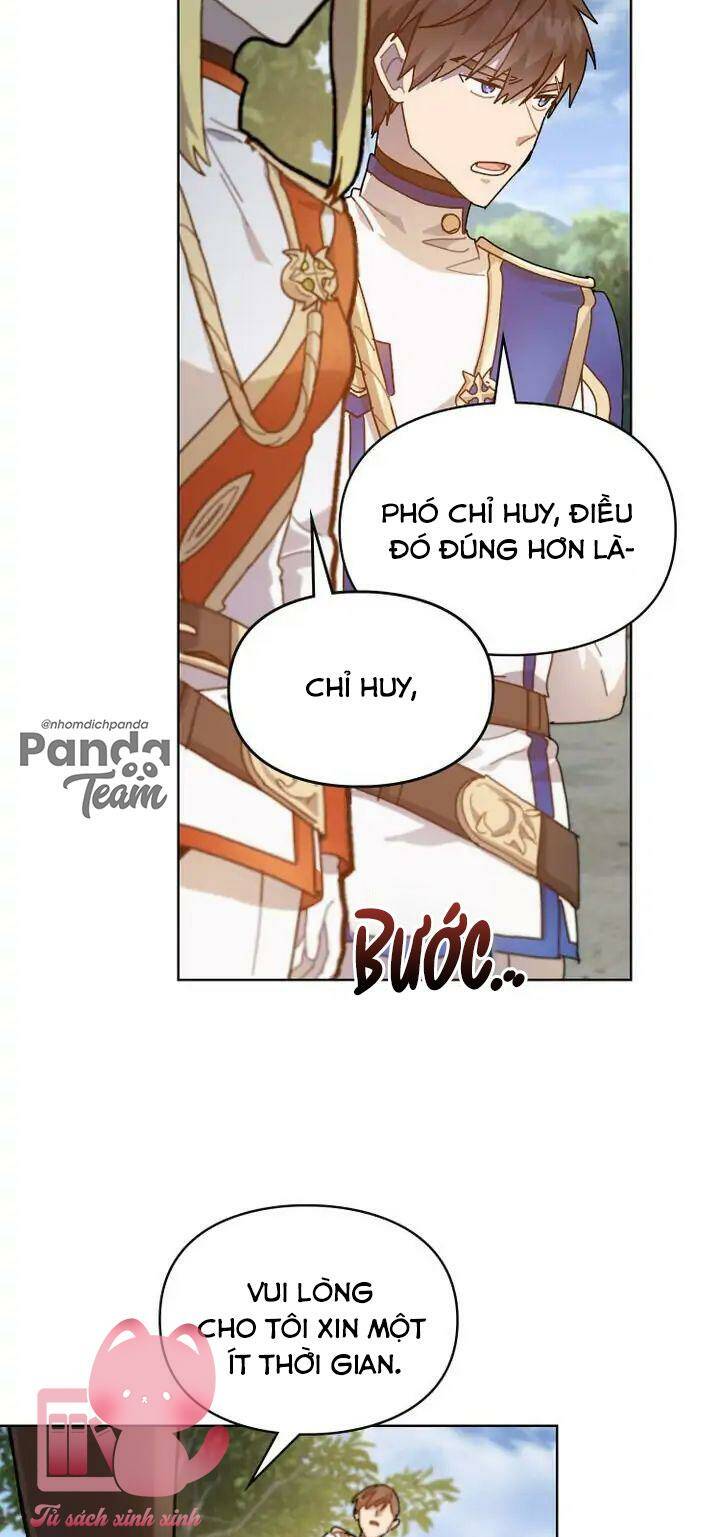 PHÓ CHỈ HUY, ĐIỀU
ĐÓ ĐÚNG HƠN LÀ-
CHỈ HUY,
@nhomdichpanda
Panda
Team
BƯỚC...
VUI LÒNG
CHO TÔI XIN MỘT
ÍT THỜI GIAN.
Tủ sách xinh xinh